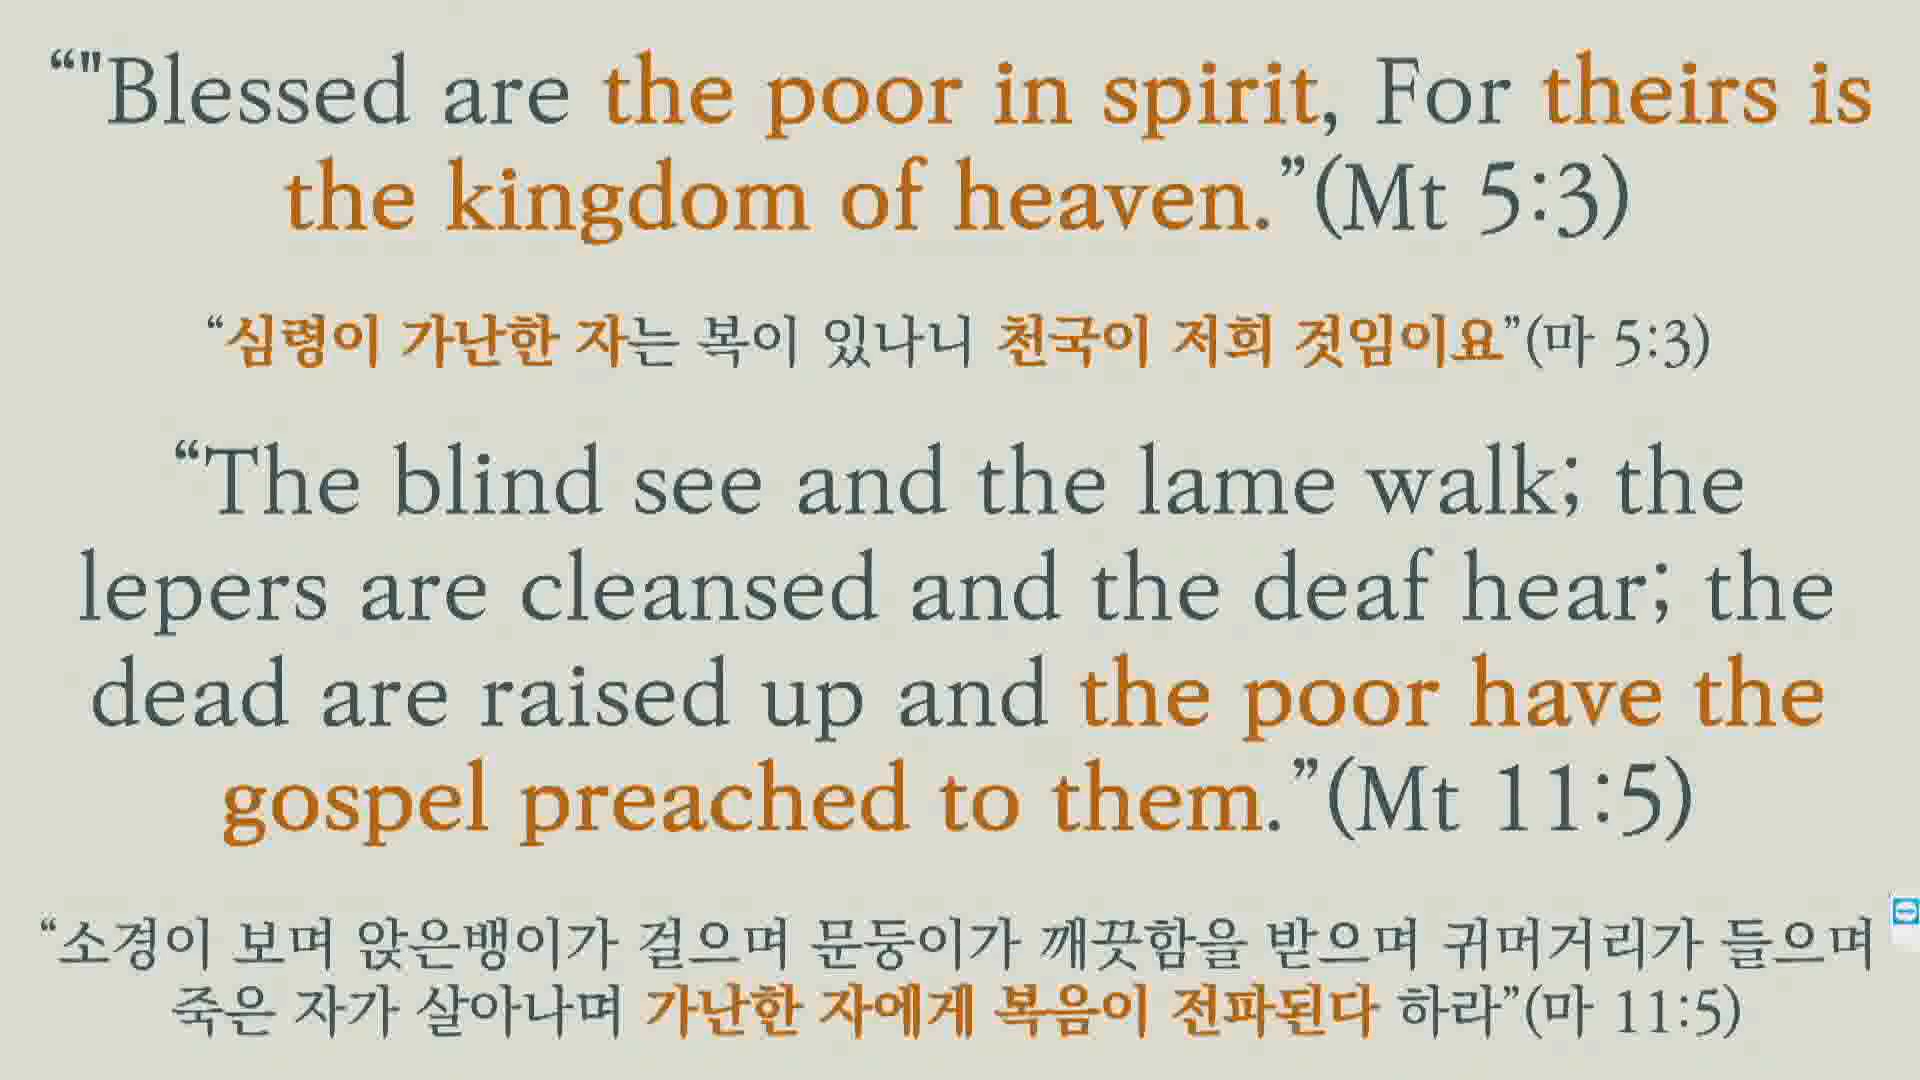 “"Blessed are the poor in spirit, For theirs is
the kingdom of heaven.”(Mt 5:3)
“심령이 가난한 자는 복이 있나니 천국이 저희 것임이요”(마 5:3)
“The blind see and the lame walk; the
lepers are cleansed and the deaf hear; the
dead are raised up and the poor have the
gospel preached to them.”(Mt 11:5)
“소경이 보며 앉은뱅이가 걸으며 문둥이가 깨끗함을 받으며 귀머거리가 들으며
죽은 자가 살아나며 가난한 자에게 복음이 전파된다 하라”(마 11:5)